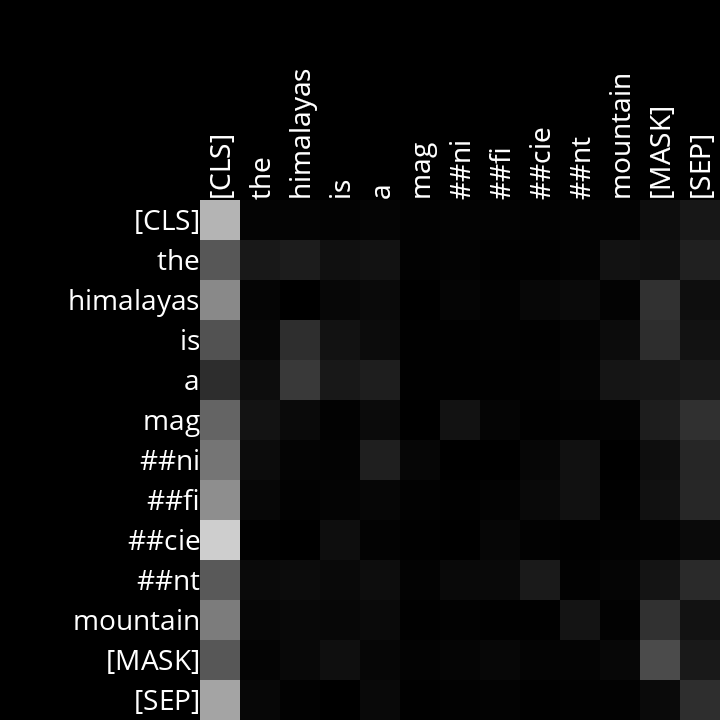 [CLS] the himalayas is a mag ##ni ##fi ##cie ##nt mountain [MASK] [SEP]
[CLS]
the
himalayas
is
a
mag
##ni
##fi
##cie
##nt
mountain
[MASK]
[SEP]